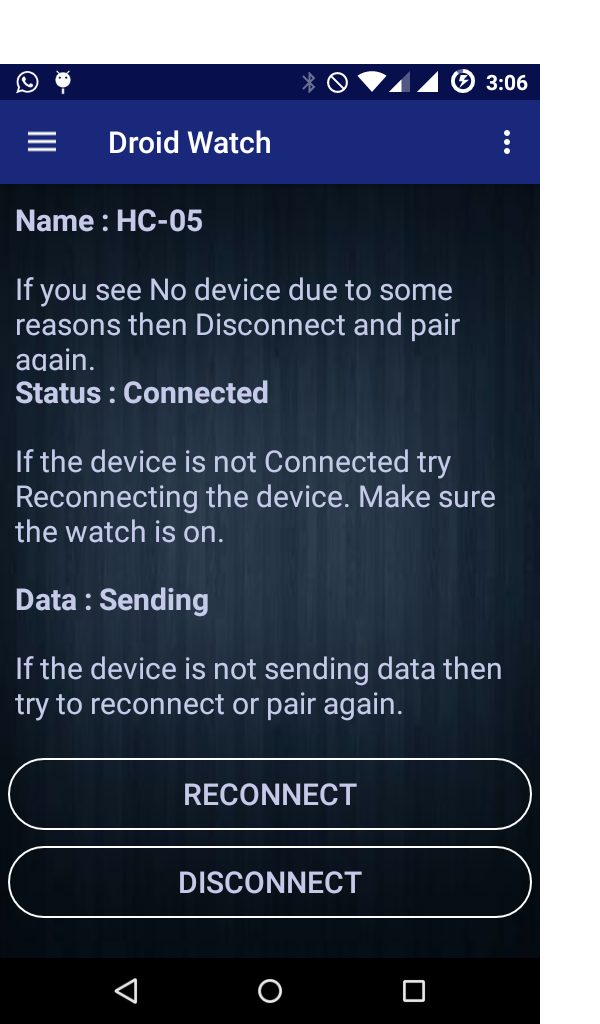 3:06
Droid Watch
Name : HC-05
If you see No device due to some
reasons then Disconnect and pair
again.
Status : Connected
If the device is not Connected try
Reconnecting the device. Make sure
the watch is on.
Data : Sending
If the device is not sending data then
try to reconnect or pair again.
RECONNECT
DISCONNECT